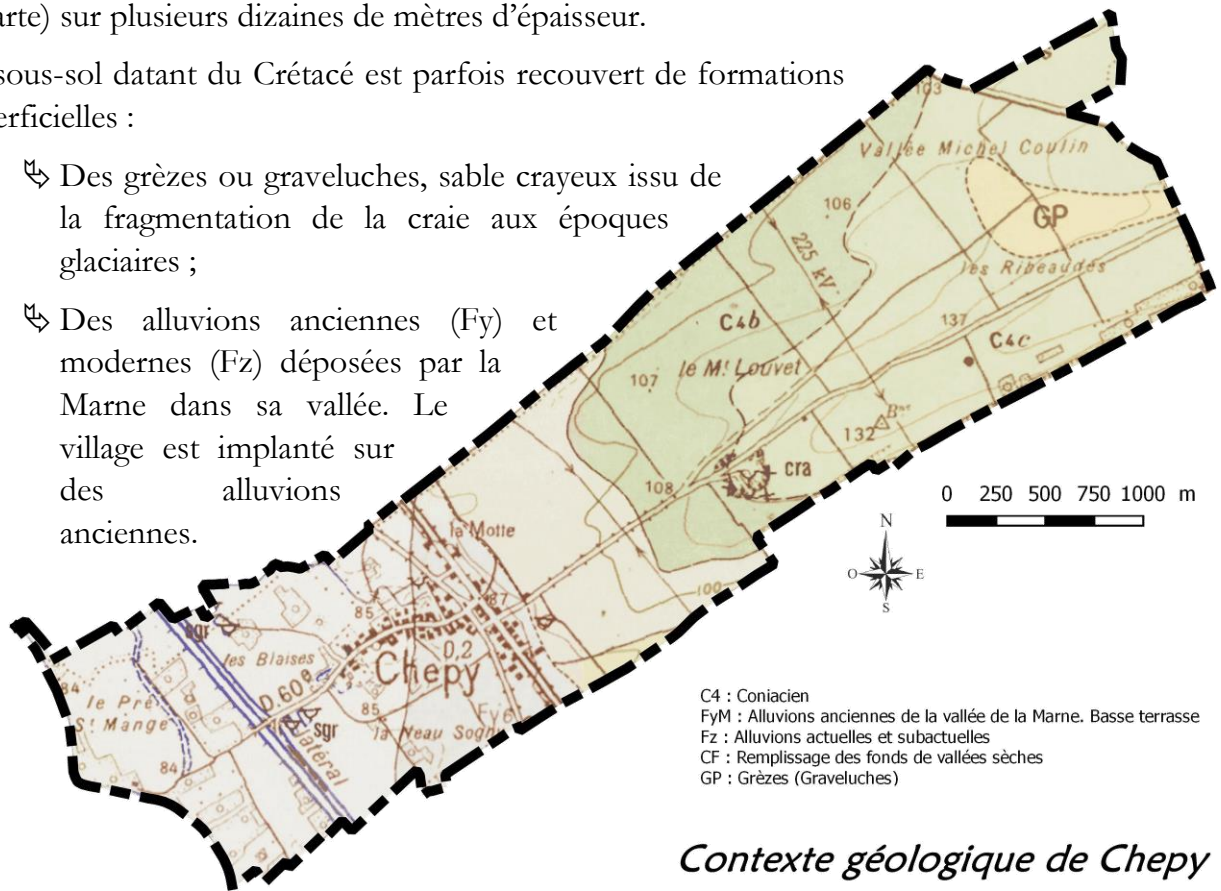 arte) sur plusieurs dizaines de mètres d’épaisseur.
sous-sol datant du Crétacé est parfois recouvert de formations
erficielles :
Des grèzes ou graveluches, sable crayeux issu de
la fragmentation de la craie aux époques
glaciaires ;
Des alluvions anciennes (Fy) et
modernes (Fz) déposées par la
Marne dans sa vallée. Le
village est implanté sur
des alluvions
anciennes.
103
Vallée Michel Coulin
106
GP
225 kV
les Ribeaudes
C4b
137
C4c
le Mt Louvet
107
132
cra
108
0 250 500 750 1000 m
N
O E
S
la Motte
100
85
87
sgr
les Blaises
0,2
Chepy
84
le Pré
St Mange
D.60
85
sgr
latéral
84
C4 : Coniacien
FyM : Alluvions anciennes de la vallée de la Marne. Basse terrasse
Fz : Alluvions actuelles et subactuelles
CF : Remplissage des fonds de vallées sèches
GP : Grèzes (Graveluches)
Contexte géologique de Chepy